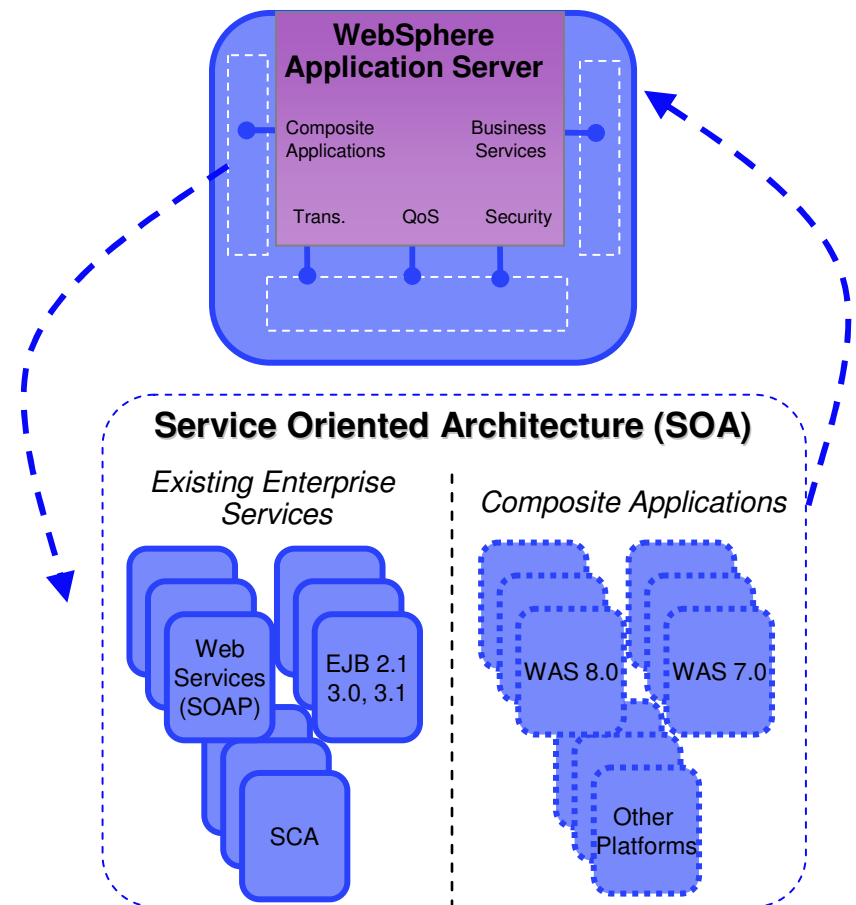 WebSphere
Application Server
Composite
Applications
Business
Services
Trans.
QoS
Security
Service Oriented Architecture (SOA)
Existing Enterprise
Services
Composite Applications
Web
Services
(SOAP)
EJB 2.1
3.0, 3.1
SCA
WAS 8.0
WAS 7.0
Other
Platforms